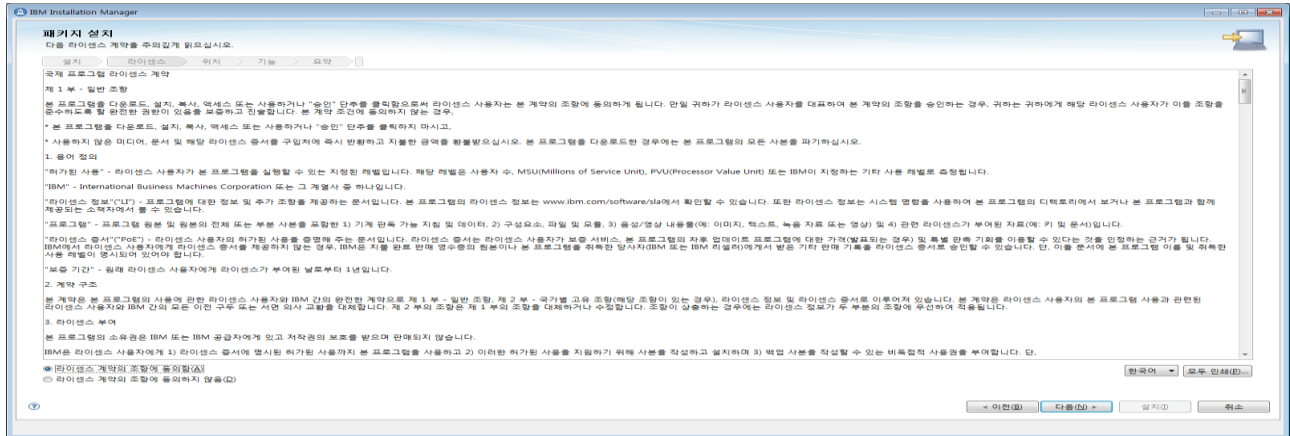 IBM Installation Manager
패키지 설치
다음 라이센스 계약을 주의깊게 읽으십시오.
설치 라이센스 위치 기능 요약
국제 프로그램 라이센스 계약
제 1 부 - 일반 조항
본 프로그램을 다운로드, 설치, 복사, 액세스 또는 사용하거나 "승인" 단추를 클릭함으로써 라이센스 사용자는 본 계약의 조항에 동의하게 됩니다. 만일 귀하가 라이센스 사용자를 대표하여 본 계약의 조항을 승인하는 경우, 귀하는 귀하에게 해당 라이센스 사용자가 이들 조항을
준수하도록 할 완전한 권한이 있음을 보증하고 진술합니다. 본 계약 조건에 동의하지 않는 경우,
* 본 프로그램을 다운로드, 설치, 복사, 액세스 또는 사용하거나 "승인" 단추를 클릭하지 마시고,
* 사용하지 않은 미디어, 문서 및 해당 라이센스 증서를 구입처에 즉시 반환하고 지불한 금액을 환불받으십시오. 본 프로그램을 다운로드한 경우에는 본 프로그램의 모든 사본을 파기하십시오.
1. 용어 정의
"허가된 사용" - 라이센스 사용자가 본 프로그램을 실행할 수 있는 지정된 레벨입니다. 해당 레벨은 사용자 수, MSU(Millions of Service Unit), PVU(Processor Value Unit) 또는 IBM이 지정하는 기타 사용 레벨로 측정됩니다.
"IBM" - International Business Machines Corporation 또는 그 계열사 중 하나입니다.
"라이센스 정보"("LI") - 프로그램에 대한 정보 및 추가 조항을 제공하는 문서입니다. 본 프로그램의 라이센스 정보는 www.ibm.com/software/sla에서 확인할 수 있습니다. 또한 라이센스 정보는 시스템 명령을 사용하여 본 프로그램의 디렉토리에서 보거나 본 프로그램과 함께
제공되는 소책자에서 볼 수 있습니다.
"프로그램" - 프로그램 원본 및 원본의 전체 또는 부분 사본을 포함한 1) 기계 판독 가능 지침 및 데이터, 2) 구성요소, 파일 및 모듈, 3) 음성/영상 내용물(예: 이미지, 텍스트, 녹음 자료 또는 영상) 및 4) 관련 라이센스가 부여된 자료(예: 키 및 문서)입니다.
"라이센스 증서"("PoE") - 라이센스 사용자의 허가된 사용을 증명해 주는 문서입니다. 라이센스 증서는 라이센스 사용자가 보증 서비스, 본 프로그램의 차후 업데이트 프로그램에 대한 가격(발표되는 경우) 및 특별 판촉 기회를 이용할 수 있다는 것을 인정하는 근거가 됩니다.
IBM에서 라이센스 사용자에게 라이센스 증서를 제공하지 않는 경우, IBM은 지불 완료 판매 영수증의 원본이나 본 프로그램을 취득한 당사자(IBM 또는 IBM 리셀러)에게서 받은 기타 판매 기록을 라이센스 증서로 승인할 수 있습니다. 단, 이들 문서에 본 프로그램 이름 및 취득한
사용 레벨이 명시되어 있어야 합니다.
"보증 기간" - 원래 라이센스 사용자에게 라이센스가 부여된 날로부터 1년입니다.
2. 계약 구조
본 계약은 본 프로그램의 사용에 관한 라이센스 사용자와 IBM 간의 완전한 계약으로 제 1 부 - 일반 조항, 제 2 부 - 국가별 고유 조항(해당 조항이 있는 경우), 라이센스 정보 및 라이센스 증서로 이루어져 있습니다. 본 계약은 라이센스 사용자의 본 프로그램 사용과 관련된
라이센스 사용자와 IBM 간의 모든 이전 구두 또는 서면 의사 교환을 대체합니다. 제 2 부의 조항은 제 1 부의 조항을 대체하거나 수정합니다. 조항이 상충하는 경우에는 라이센스 정보가 두 부분의 조항에 우선하여 적용됩니다.
3. 라이센스 부여
본 프로그램의 소유권은 IBM 또는 IBM 공급자에게 있고 저작권의 보호를 받으며 판매되지 않습니다.
IBM은 라이센스 사용자에게 1) 라이센스 증서에 명시된 허가된 사용까지 본 프로그램을 사용하고 2) 이러한 허가된 사용을 지원하기 위해 사본을 작성하고 설치하며 3) 백업 사본을 작성할 수 있는 비독점적 사용권을 부여합니다. 단,
라이센스 계약의 조항에 동의함(A)
라이센스 계약의 조항에 동의하지 않음(D)
한국어 모두 인쇄(P)...
< 이전(B) 다음(N) > 설치(I) 취소